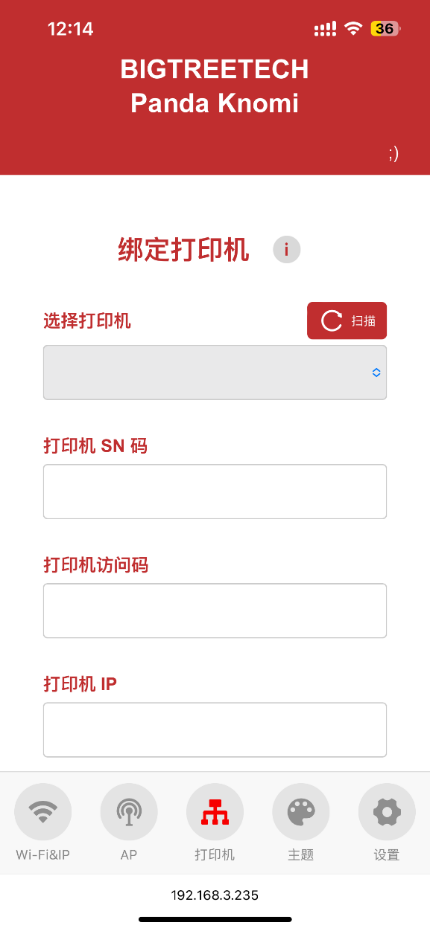 12:14
36
BIGTREETECH
Panda Knomi
;)
绑定打印机
i
选择打印机
扫描
打印机 SN 码
打印机访问码
打印机 IP
Wi-Fi&IP
AP
打印机
主题
设置
192.168.3.235